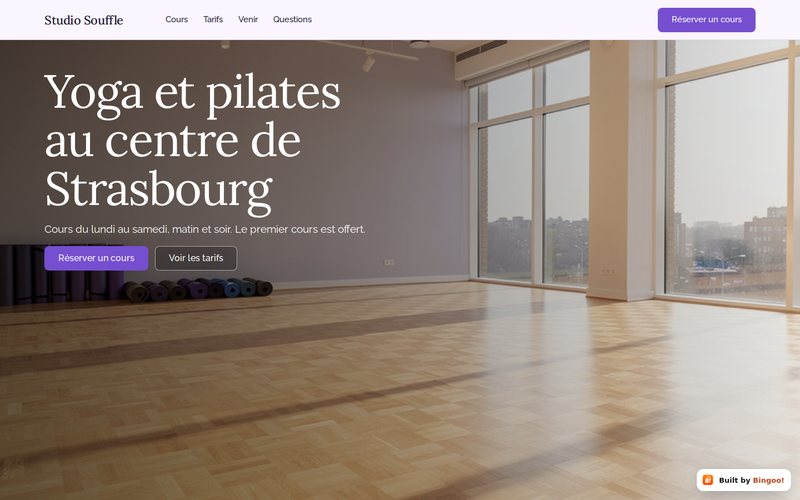 Studio Souffle
Cours
Tarifs
Venir
Questions
Réserver un cours
Yoga et pilates
au centre de
Strasbourg
Cours du lundi au samedi, matin et soir. Le premier cours est offert.
Réserver un cours
Voir les tarifs
Built by Bingoo!